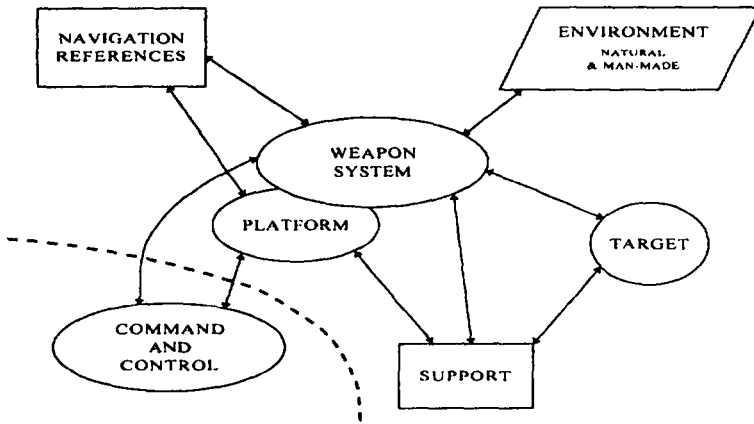 NAVIGATION
REFERENCES
ENVIRONMENT
NATURAL
& MAN-MADE
WEAPON
SYSTEM
PLATFORM
TARGET
COMMAND
AND
CONTROL
SUPPORT